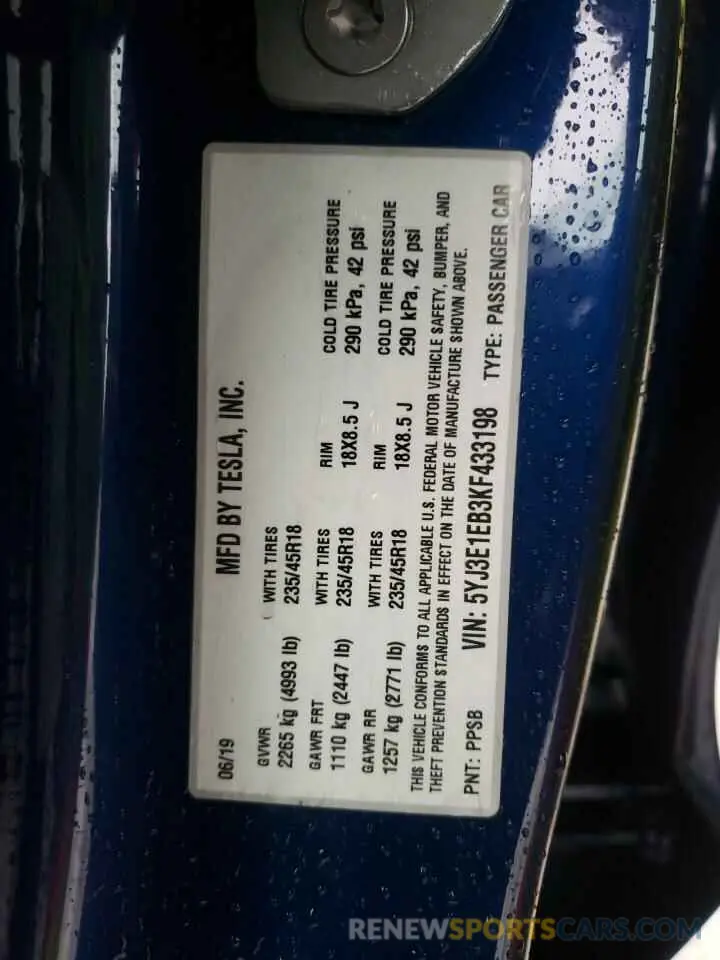 06/19 MFD BY TESLA, INC.
GVWR WITH TIRES
2265 kg (4993 lb) 235/45R18
GAWR FRT WITH TIRES RIM COLD TIRE PRESSURE
1110 kg (2447 lb) 235/45R18 18X8.5 J 290 kPa, 42 psi
GAWR RR WITH TIRES RIM COLD TIRE PRESSURE
1257 kg (2771 lb) 235/45R18 18X8.5 J 290 kPa, 42 psi
THIS VEHICLE CONFORMS TO ALL APPLICABLE U.S. FEDERAL MOTOR VEHICLE SAFETY, BUMPER, AND
THEFT PREVENTION STANDARDS IN EFFECT ON THE DATE OF MANUFACTURE SHOWN ABOVE.
PNT: PPSB VIN: 5YJ3E1EB3KF433198 TYPE: PASSENGER CAR
RENEWSPORTSCARS.COM